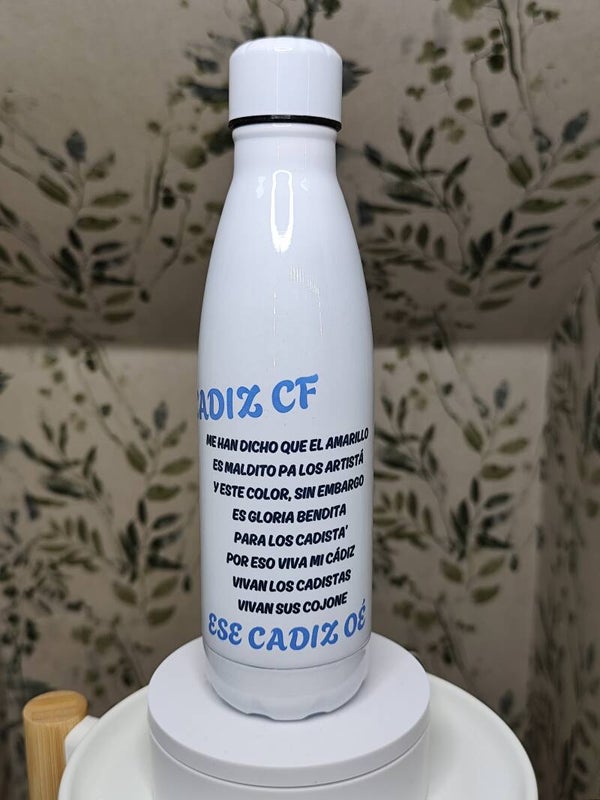 CADIZ CF
ME HAN DICHO QUE EL AMARILLO
ES MALDITO PA LOS ARTISTÁ
Y ESTE COLOR, SIN EMBARGO
ES GLORIA BENDITA
PARA LOS CADISTA'
POR ESO VIVA MI CÁDIZ
VIVAN LOS CADISTAS
VIVAN SUS COJONE
ESE CADIZ OÉ